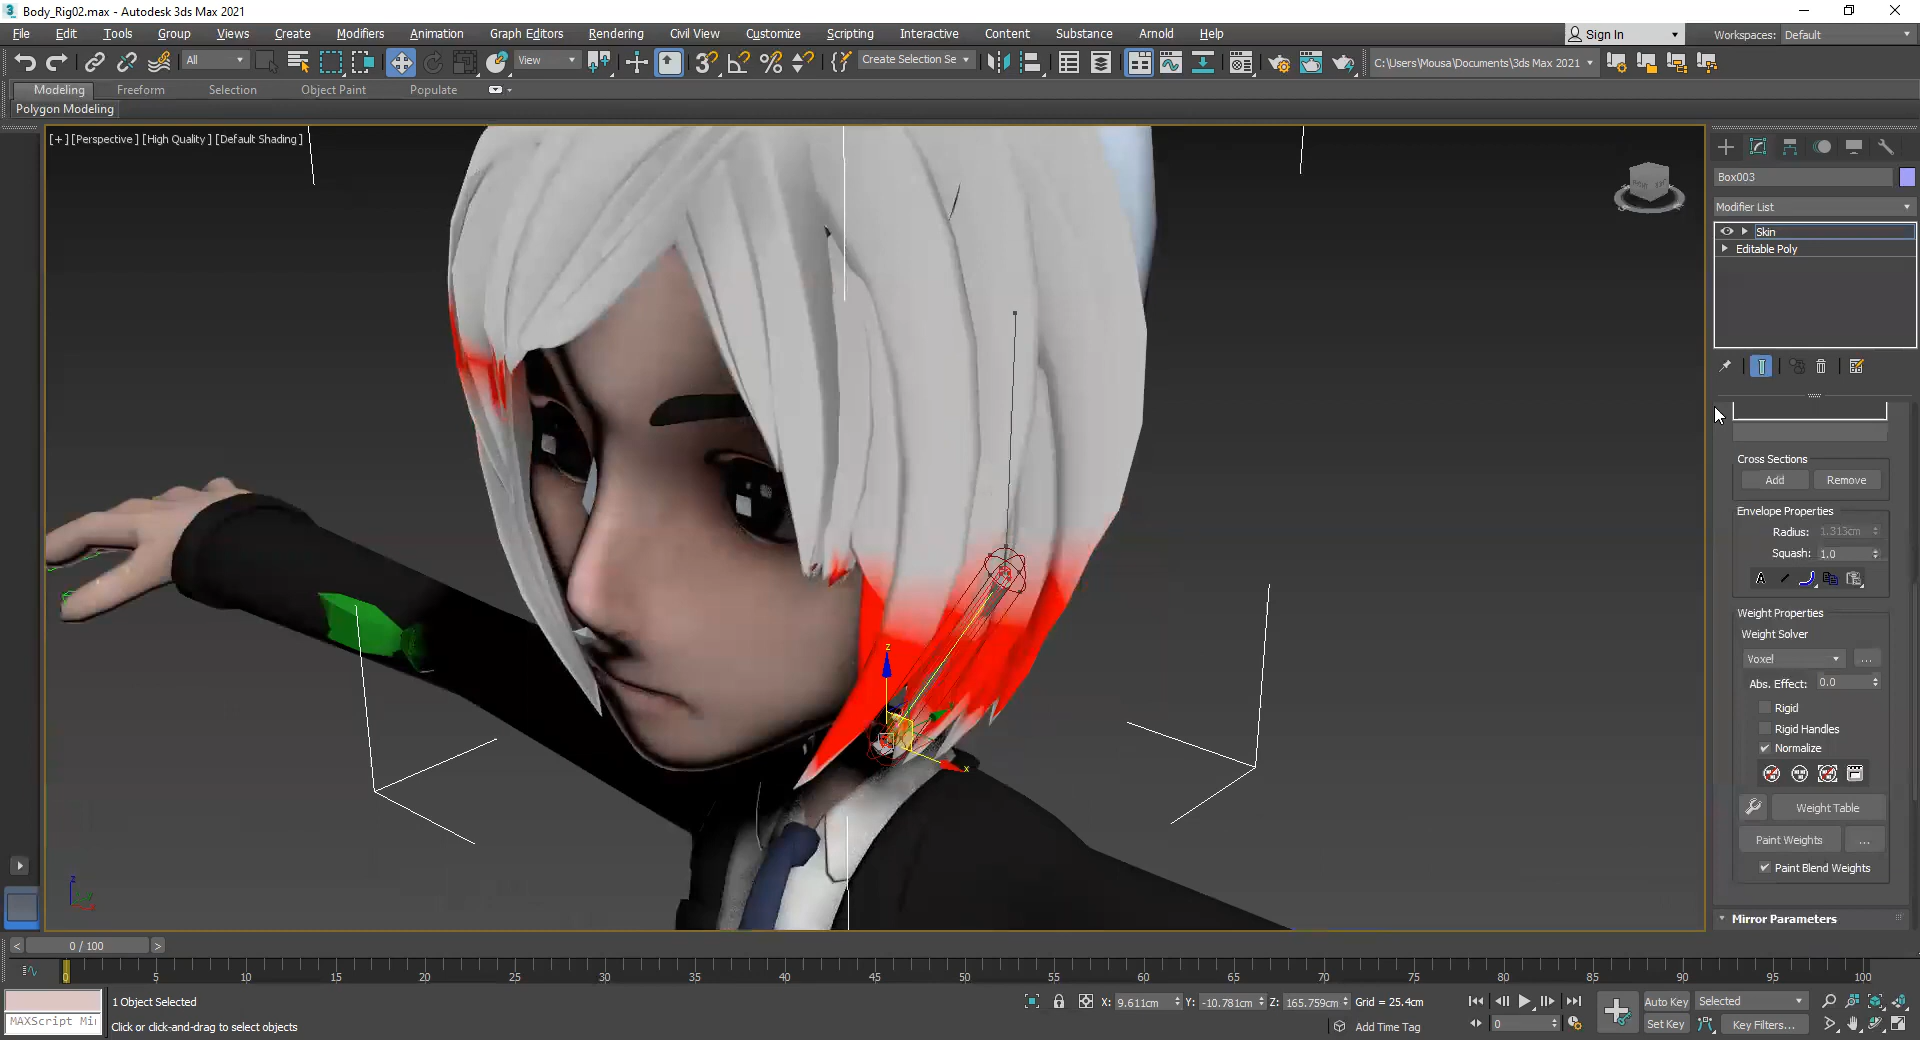 Body_Rig02.max - Autodesk 3ds Max 2021
File Edit Tools Group Views Create Modifiers Animation Graph Editors Rendering Civil View Customize Scripting Interactive Content Substance Arnold Help
Sign In Workspaces: Default
All View Create Selection Se C:\Users\Mousa\Documents\3ds Max 2021
Modeling Freeform Selection Object Paint Populate
Polygon Modeling
[+] [Perspective] [High Quality] [Default Shading]
Box003
Modifier List
Skin
Editable Poly
Cross Sections
Add Remove
Envelope Properties
Radius: 1.313cm
Squash: 1.0
A
Weight Properties
Weight Solver
Voxel ...
Abs. Effect: 0.0
Rigid
Rigid Handles
Normalize
Weight Table
Paint Weights ...
Paint Blend Weights
Mirror Parameters
z
x
z
< 0 / 100 >
0 5 10 15 20 25 30 35 40 45 50 55 60 65 70 75 80 85 90 95 100
1 Object Selected
X: 9.611cm Y: -10.781cm Z: 165.759cm Grid = 25.4cm
Auto Key Selected
MAXScript Mi
Click or click-and-drag to select objects
Add Time Tag
0
Set Key Key Filters...